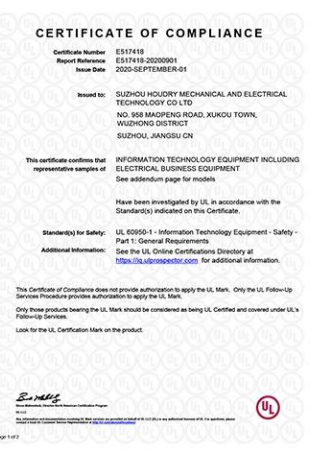 CERTIFICATE OF COMPLIANCE
Certificate Number E517418
Report Reference E517418-20200901
Issue Date 2020-SEPTEMBER-01
Issued to: SUZHOU HOUDRY MECHANICAL AND ELECTRICAL
TECHNOLOGY CO LTD
NO. 958 MAOPENG ROAD, XUKOU TOWN,
WUZHONG DISTRICT
SUZHOU, JIANGSU CN
This certificate confirms that INFORMATION TECHNOLOGY EQUIPMENT INCLUDING
representative samples of ELECTRICAL BUSINESS EQUIPMENT
See addendum page for models
Have been investigated by UL in accordance with the
Standard(s) indicated on this Certificate.
Standard(s) for Safety: UL 60950-1 - Information Technology Equipment - Safety -
Part 1: General Requirements
Additional Information: See the UL Online Certifications Directory at
https://iq.ulprospector.com for additional information.
This Certificate of Compliance does not provide authorization to apply the UL Mark. Only the UL Follow-Up
Services Procedure provides authorization to apply the UL Mark.
Only those products bearing the UL Mark should be considered as being UL Certified and covered under UL's
Follow-Up Services.
Look for the UL Certification Mark on the product.
UL
Page 1 of 2